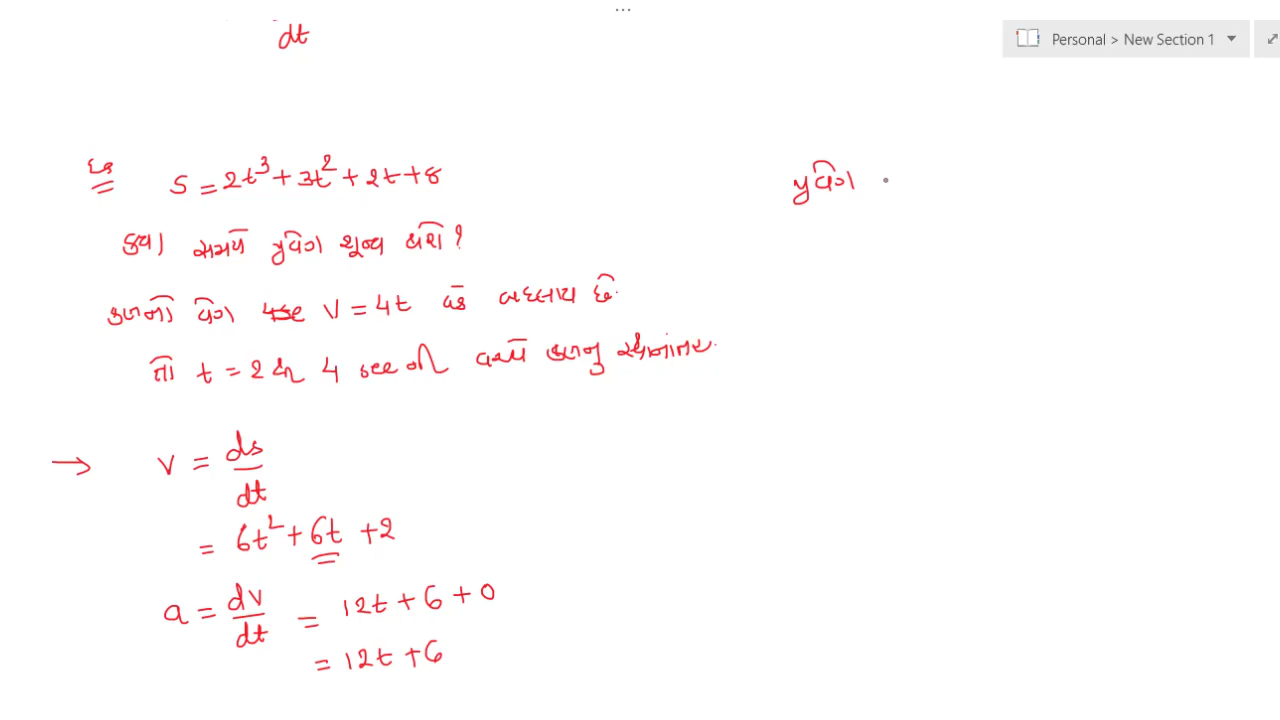 dt
Personal > New Section 1
દા
S = 2t³ + 3t² + 2t + 8
પ્રવેગ
કયા સમયે પ્રવેગ શૂન્ય થશે?
કણનો વેગ v = 4t વડે બદલાય છે.
તો t = 2 થી 4 sec ની વચ્ચે કણનુ સ્થાનાંતર.
→ v = ds/dt
= 6t² + 6t + 2
a = dv/dt = 12t + 6 + 0
= 12t + 6